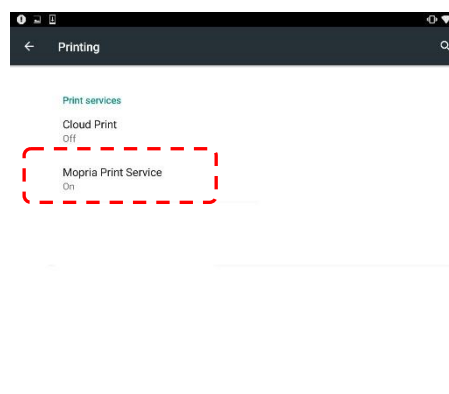 Printing
Print services
Cloud Print
Off
Mopria Print Service
On